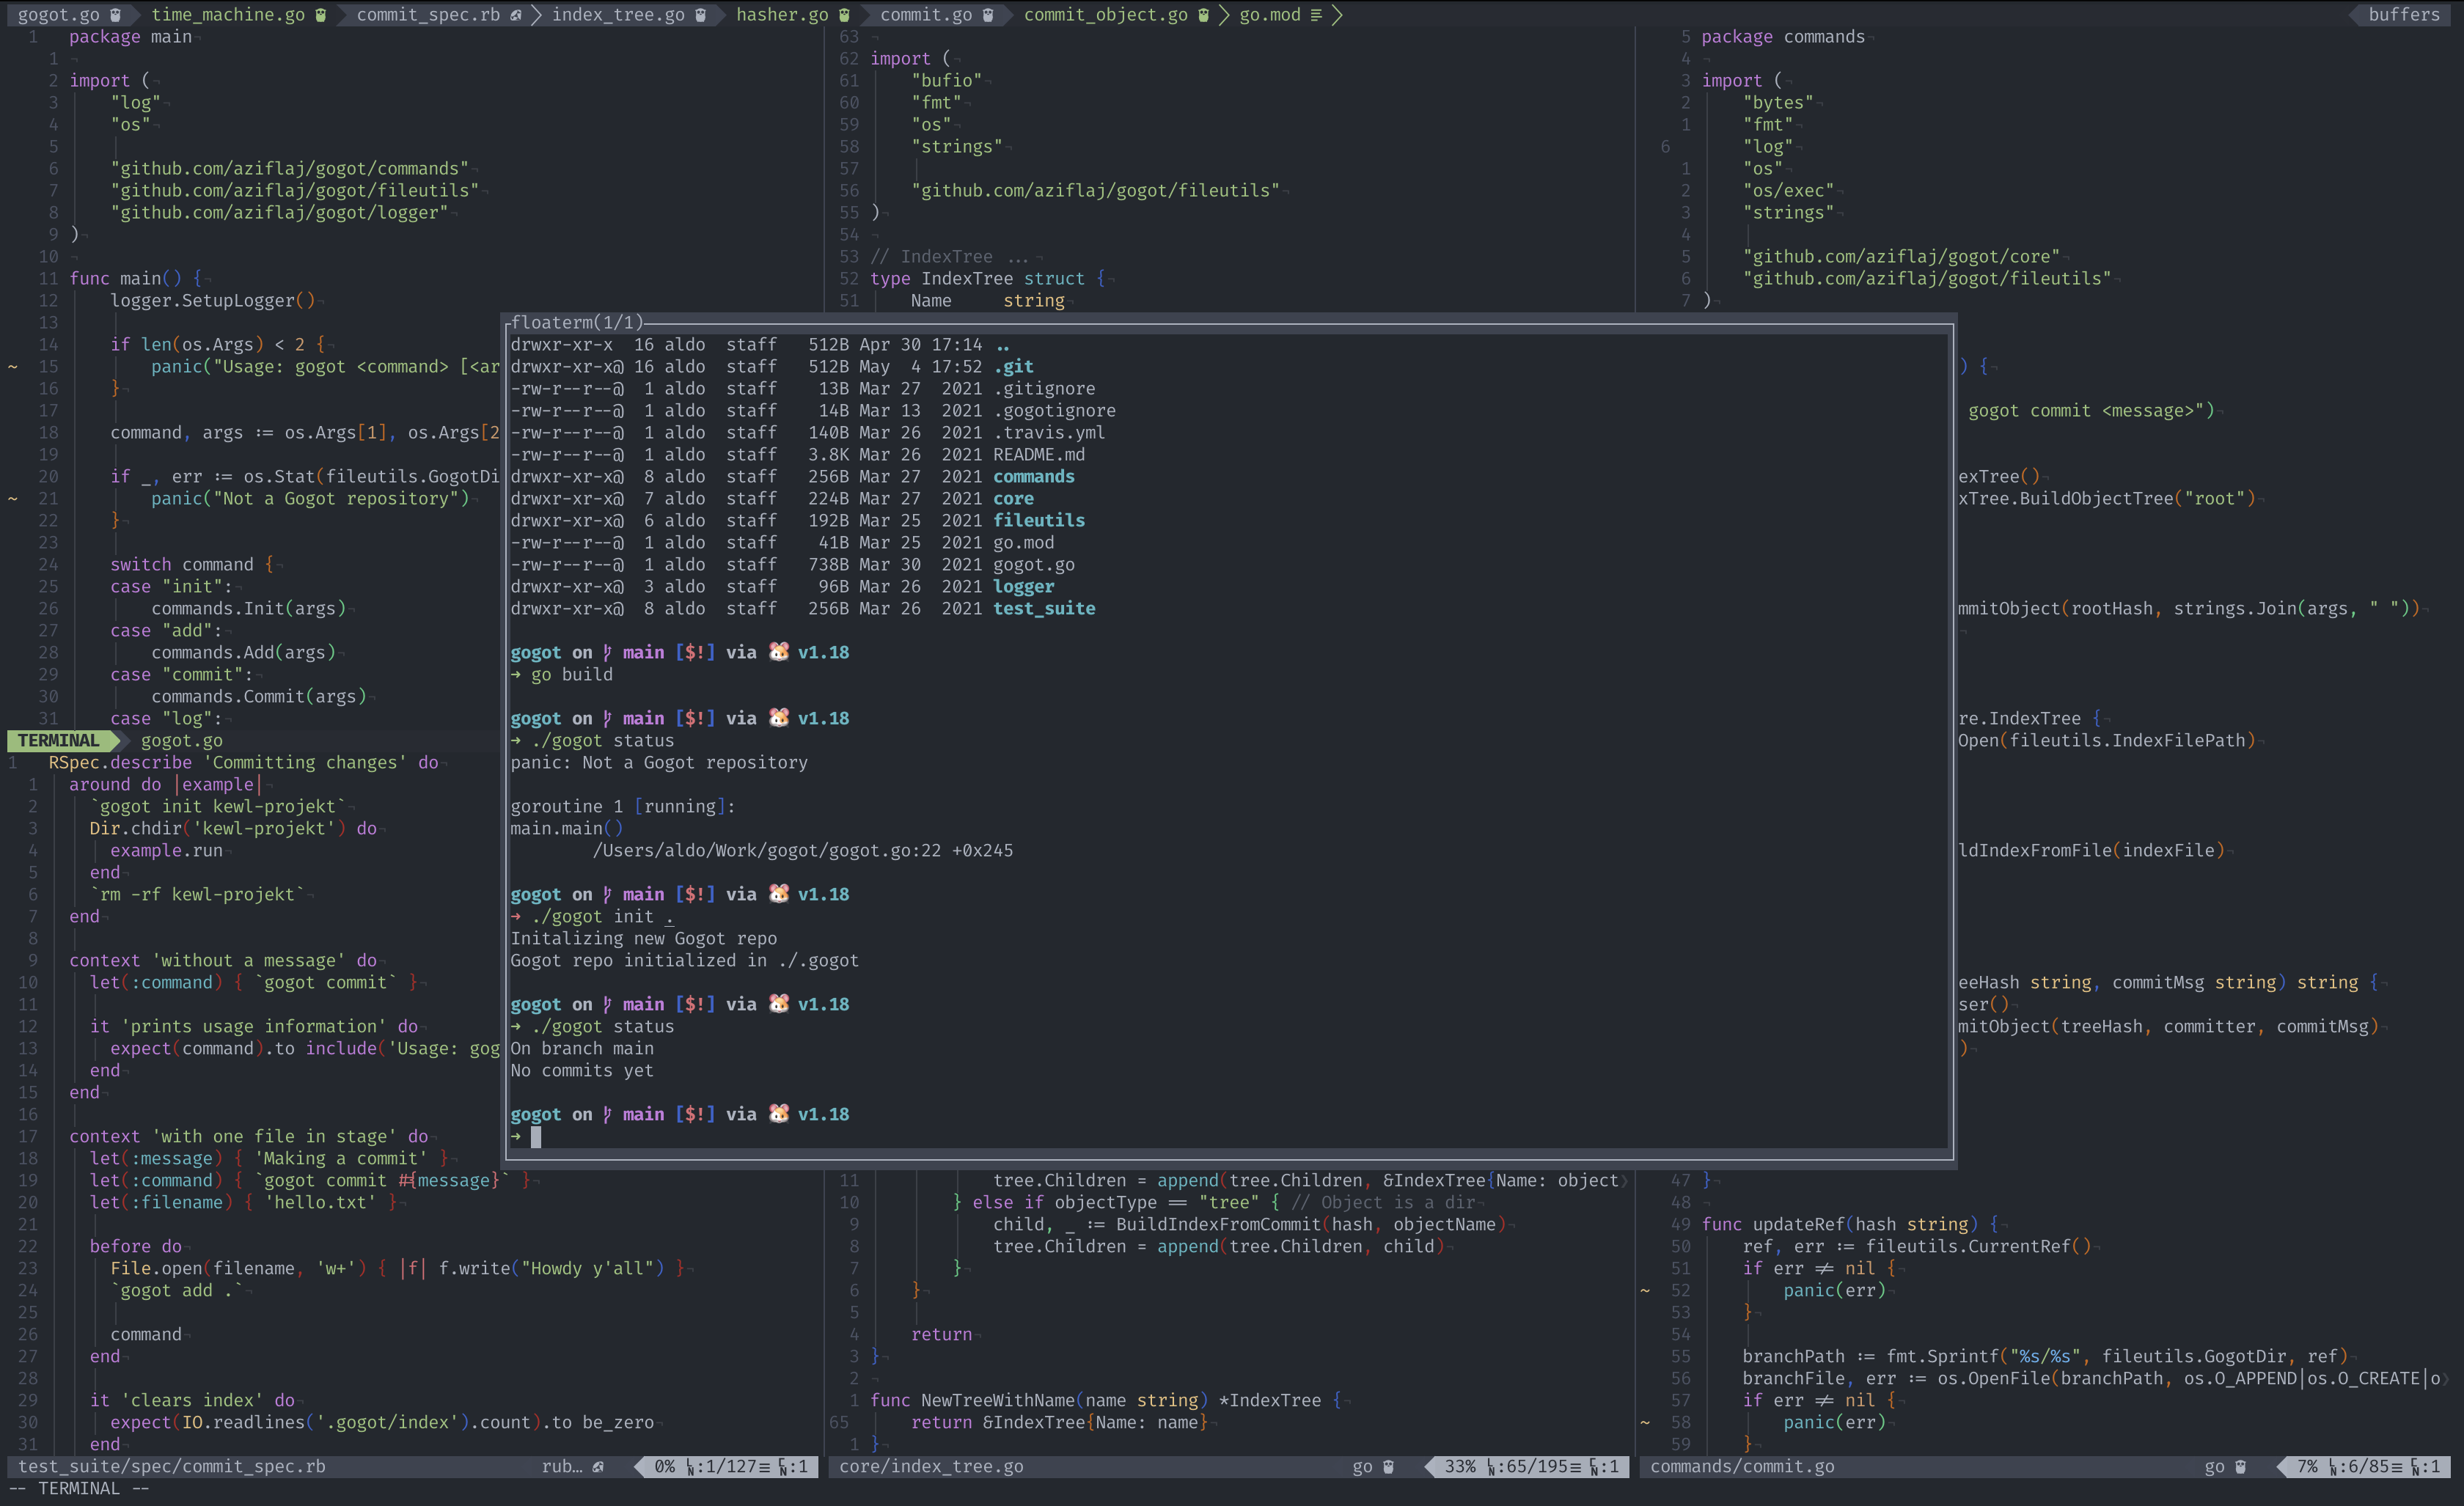 gogot.go time_machine.go commit_spec.rb index_tree.go hasher.go commit.go commit_object.go go.mod buffers
1 package main
1
2 import (
3 "log"
4 "os"
5
6 "github.com/aziflaj/gogot/commands"
7 "github.com/aziflaj/gogot/fileutils"
8 "github.com/aziflaj/gogot/logger"
9 )
10
11 func main() {
12 logger.SetupLogger()
13
14 if len(os.Args) < 2 {
~ 15 panic("Usage: gogot <command> [<ar
16 }
17
18 command, args := os.Args[1], os.Args[2
19
20 if _, err := os.Stat(fileutils.GogotDi
~ 21 panic("Not a Gogot repository")
22 }
23
24 switch command {
25 case "init":
26 commands.Init(args)
27 case "add":
28 commands.Add(args)
29 case "commit":
30 commands.Commit(args)
31 case "log":
TERMINAL gogot.go
1 RSpec.describe 'Committing changes' do
1 around do |example|
2 `gogot init kewl-projekt`
3 Dir.chdir('kewl-projekt') do
4 example.run
5 end
6 `rm -rf kewl-projekt`
7 end
8
9 context 'without a message' do
10 let(:command) { `gogot commit` }
11
12 it 'prints usage information' do
13 expect(command).to include('Usage: gog
14 end
15 end
16
17 context 'with one file in stage' do
18 let(:message) { 'Making a commit' }
19 let(:command) { `gogot commit #{message}` }
20 let(:filename) { 'hello.txt' }
21
22 before do
23 File.open(filename, 'w+') { |f| f.write("Howdy y'all") }
24 `gogot add .`
25
26 command
27 end
28
29 it 'clears index' do
30 expect(IO.readlines('.gogot/index').count).to be_zero
31 end
test_suite/spec/commit_spec.rb rub… 0% LN:1/127≡ CN:1
-- TERMINAL --
63
62 import (
61 "bufio"
60 "fmt"
59 "os"
58 "strings"
57
56 "github.com/aziflaj/gogot/fileutils"
55 )
54
53 // IndexTree ...
52 type IndexTree struct {
51 Name string
floaterm(1/1)
drwxr-xr-x 16 aldo staff 512B Apr 30 17:14 ..
drwxr-xr-x@ 16 aldo staff 512B May 4 17:52 .git
-rw-r--r--@ 1 aldo staff 13B Mar 27 2021 .gitignore
-rw-r--r--@ 1 aldo staff 14B Mar 13 2021 .gogotignore
-rw-r--r--@ 1 aldo staff 140B Mar 26 2021 .travis.yml
-rw-r--r--@ 1 aldo staff 3.8K Mar 26 2021 README.md
drwxr-xr-x@ 8 aldo staff 256B Mar 27 2021 commands
drwxr-xr-x@ 7 aldo staff 224B Mar 27 2021 core
drwxr-xr-x@ 6 aldo staff 192B Mar 25 2021 fileutils
-rw-r--r--@ 1 aldo staff 41B Mar 25 2021 go.mod
-rw-r--r--@ 1 aldo staff 738B Mar 30 2021 gogot.go
drwxr-xr-x@ 3 aldo staff 96B Mar 26 2021 logger
drwxr-xr-x@ 8 aldo staff 256B Mar 26 2021 test_suite
gogot on main [$!] via 🐹 v1.18
➜ go build
gogot on main [$!] via 🐹 v1.18
➜ ./gogot status
panic: Not a Gogot repository
goroutine 1 [running]:
main.main()
/Users/aldo/Work/gogot/gogot.go:22 +0x245
gogot on main [$!] via 🐹 v1.18
➜ ./gogot init .
Initalizing new Gogot repo
Gogot repo initialized in ./.gogot
gogot on main [$!] via 🐹 v1.18
➜ ./gogot status
On branch main
No commits yet
gogot on main [$!] via 🐹 v1.18
➜
11 tree.Children = append(tree.Children, &IndexTree{Name: object
10 } else if objectType == "tree" { // Object is a dir
9 child, _ := BuildIndexFromCommit(hash, objectName)
8 tree.Children = append(tree.Children, child)
7 }
6 }
5
4 return
3 }
2
1 func NewTreeWithName(name string) *IndexTree {
65 return &IndexTree{Name: name}
1 }
core/index_tree.go go 33% LN:65/195≡ CN:1
5 package commands
4
3 import (
2 "bytes"
1 "fmt"
6 "log"
1 "os"
2 "os/exec"
3 "strings"
4
5 "github.com/aziflaj/gogot/core"
6 "github.com/aziflaj/gogot/fileutils"
7 )
) {
gogot commit <message>")
exTree()
xTree.BuildObjectTree("root")
mmitObject(rootHash, strings.Join(args, " "))
re.IndexTree {
Open(fileutils.IndexFilePath)
ldIndexFromFile(indexFile)
eeHash string, commitMsg string) string {
ser()
mitObject(treeHash, committer, commitMsg)
)
47 }
48
49 func updateRef(hash string) {
50 ref, err := fileutils.CurrentRef()
51 if err != nil {
~ 52 panic(err)
53 }
54
55 branchPath := fmt.Sprintf("%s/%s", fileutils.GogotDir, ref)
56 branchFile, err := os.OpenFile(branchPath, os.O_APPEND|os.O_CREATE|o
57 if err != nil {
~ 58 panic(err)
59 }
commands/commit.go go 7% LN:6/85≡ CN:1